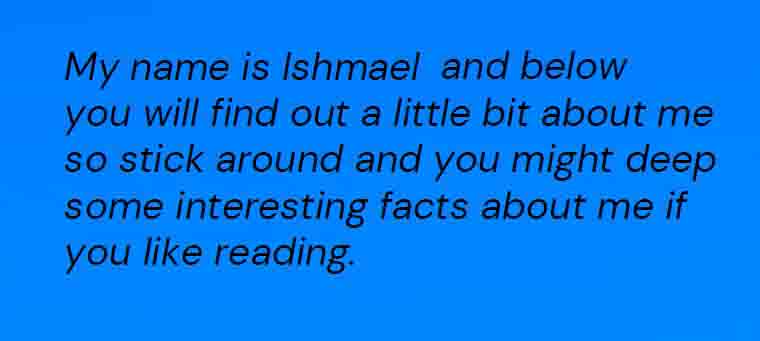 My name is Ishmael  and below
you will find out a little bit about me
so stick around and you might deep
some interesting facts about me if
you like reading.